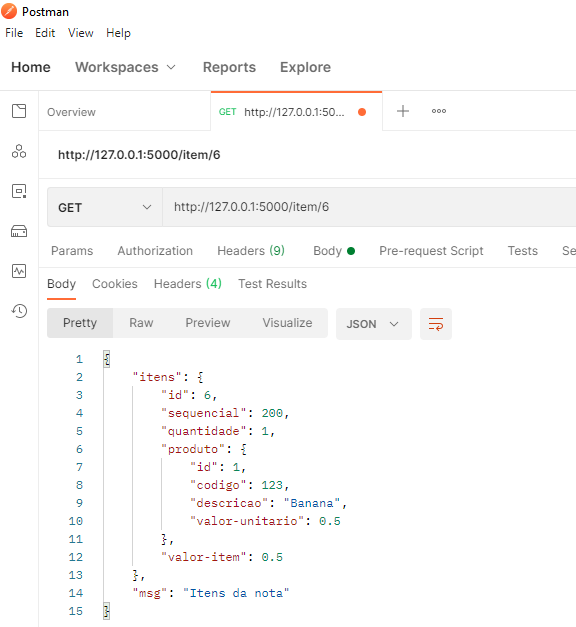 Postman
File Edit View Help
Home Workspaces Reports Explore
Overview GET http://127.0.0.1:50...
http://127.0.0.1:5000/item/6
GET http://127.0.0.1:5000/item/6
Params Authorization Headers (9) Body Pre-request Script Tests Se
Body Cookies Headers (4) Test Results
Pretty Raw Preview Visualize JSON
1 {
2 "itens": {
3 "id": 6,
4 "sequencial": 200,
5 "quantidade": 1,
6 "produto": {
7 "id": 1,
8 "codigo": 123,
9 "descricao": "Banana",
10 "valor-unitario": 0.5
11 },
12 "valor-item": 0.5
13 },
14 "msg": "Itens da nota"
15 }